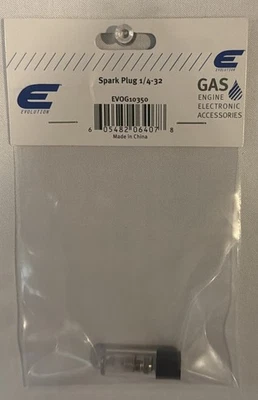 Spark Plug 1/4-32
EVOLUTION
EVOG10350
6 05482 06407 8
Made in China
EVOLUTION
GAS
ENGINE
ELECTRONIC
ACCESSORIES